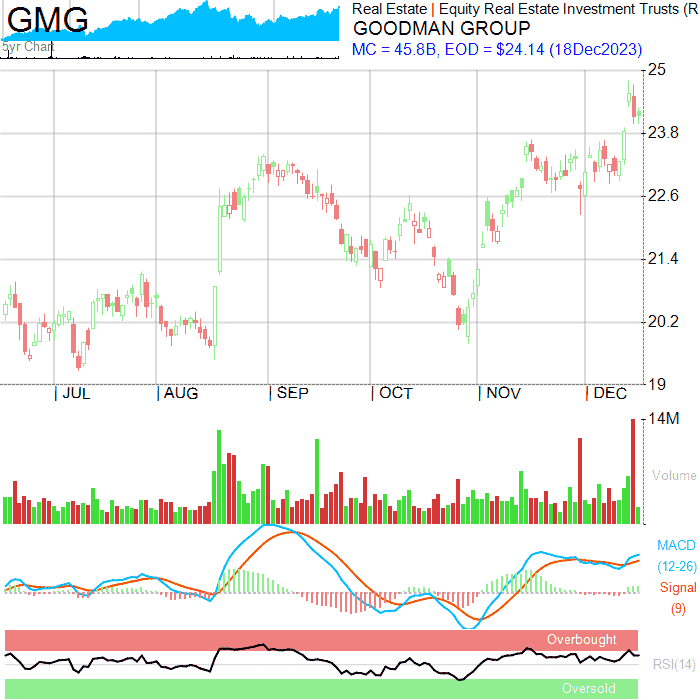 GMG
5yr Chart
Real Estate | Equity Real Estate Investment Trusts (R
GOODMAN GROUP
MC = 45.8B, EOD = $24.14 (18Dec2023)
25
23.8
22.6
21.4
20.2
19
| JUL | AUG | SEP | OCT | NOV | DEC
14M
Volume
MACD
(12-26)
Signal
(9)
Overbought
RSI(14)
Oversold